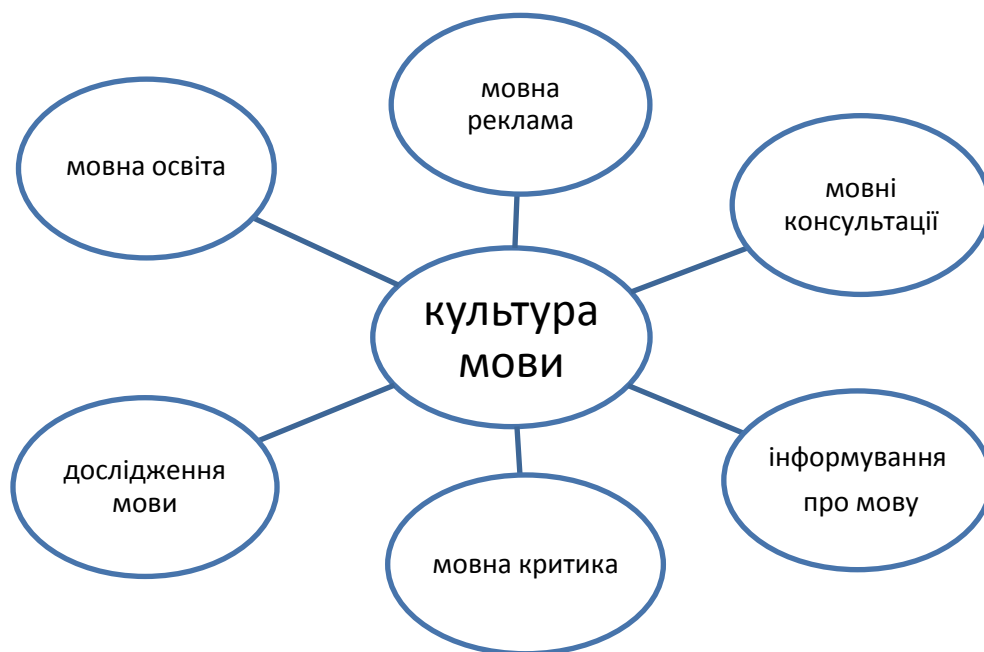 мовна
реклама
мовна освіта
мовні
консультації
культура
мови
дослідження
мови
інформування
про мову
мовна критика